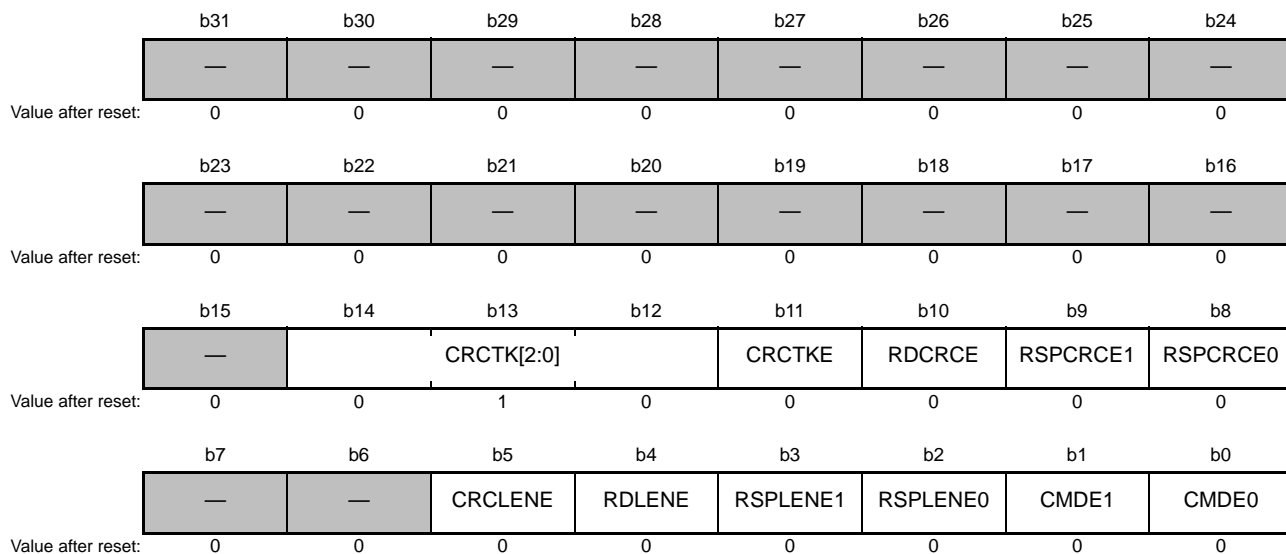 b31 b30 b29 b28 b27 b26 b25 b24
— — — — — — — —
Value after reset: 0 0 0 0 0 0 0 0
b23 b22 b21 b20 b19 b18 b17 b16
— — — — — — — —
Value after reset: 0 0 0 0 0 0 0 0
b15 b14 b13 b12 b11 b10 b9 b8
— CRCTK[2:0] CRCTKE RDCRCE RSPCRCE1 RSPCRCE0
Value after reset: 0 0 1 0 0 0 0 0
b7 b6 b5 b4 b3 b2 b1 b0
— — CRCLENE RDLENE RSPLENE1 RSPLENE0 CMDE1 CMDE0
Value after reset: 0 0 0 0 0 0 0 0